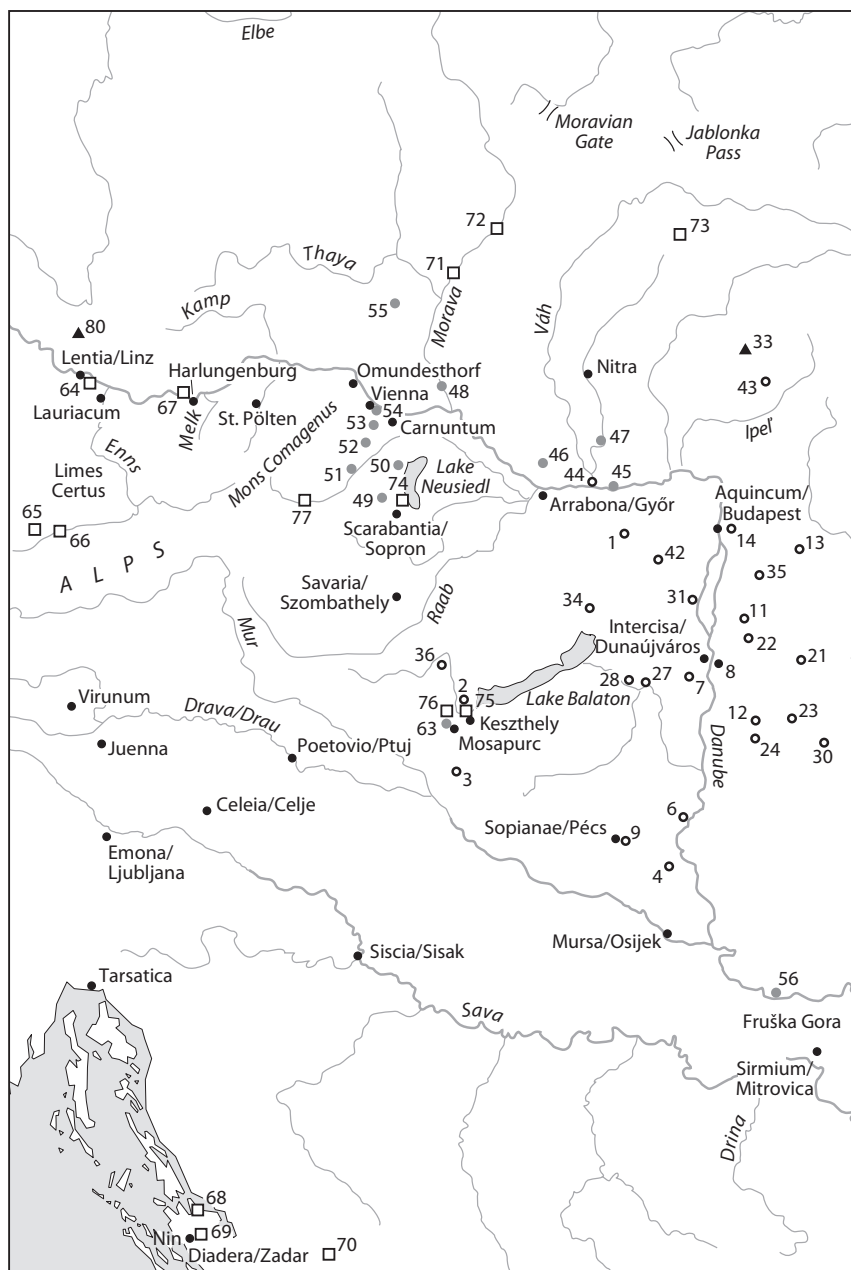 Elbe
Moravian
Gate
Jablonka
Pass
72
73
71
Thaya
55
Kamp
Morava
Váh
80
33
Lentia/Linz
Harlungenburg
Omundesthorf
Nitra
64
67
Vienna
48
43
Lauriacum
Melk
St. Pölten
54
Carnuntum
53
Ipel'
Enns
Mons Comagenus
52
47
Limes
Certus
50
Lake
Neusiedl
46
44
45
51
49
74
Arrabona/Győr
Aquincum/
Budapest
65
66
77
Scarabantia/
Sopron
1
14
13
ALPS
42
35
Savaria/
Szombathely
Raab
34
31
11
Mur
Intercisa/
Dunaújváros
22
36
21
2
28
27
7
8
Virunum
76
75
Lake Balaton
Drava/Drau
63
Keszthely
12
23
Mosapurc
Juenna
Poetovio/Ptuj
24
30
3
Danube
Celeia/Celje
6
Sopianae/Pécs
9
Emona/
Ljubljana
4
Mursa/Osijek
Siscia/Sisak
Tarsatica
56
Sava
Fruška Gora
Sirmium/
Mitrovica
Drina
68
Nin
69
Diadera/Zadar
70